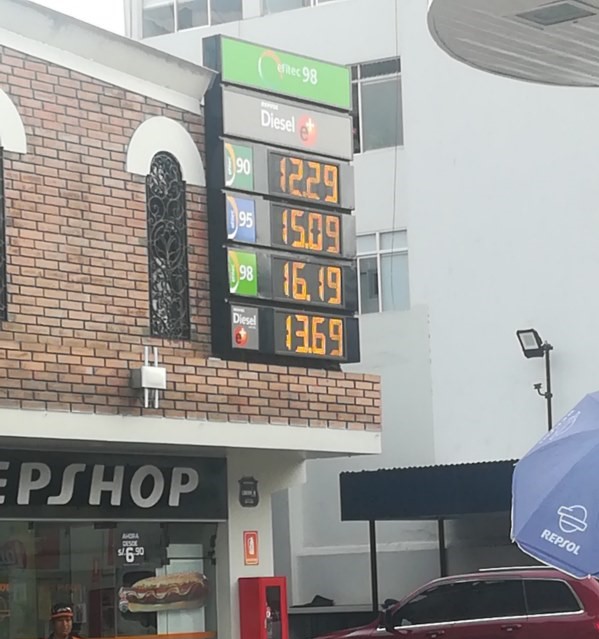 efitec 98
Diesel e+
90 12.29
95 15.09
98 16.19
Diesel
e+ 13.69
EPSHOP
AHORA
DESDE
S/.6.90
REPSOL
REPSOL